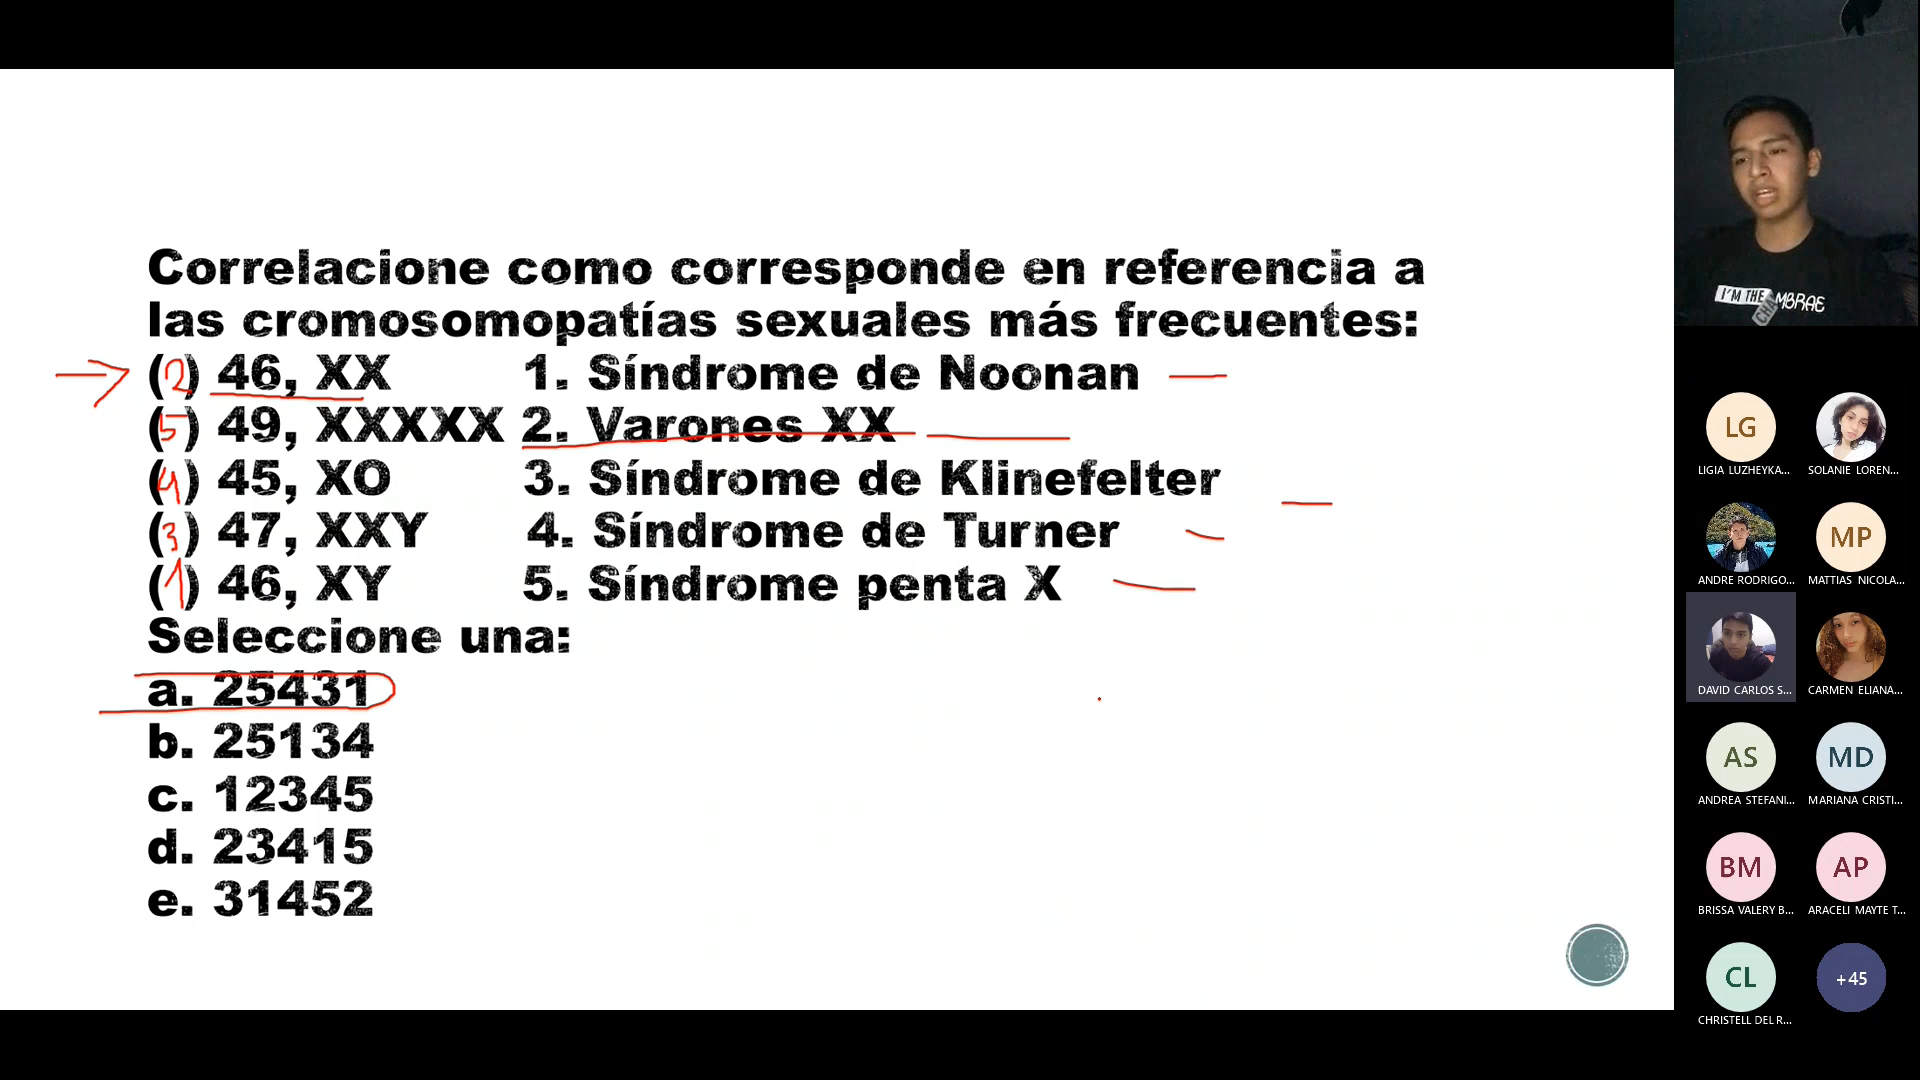 Correlacione como corresponde en referencia a
las cromosomopatías sexuales más frecuentes:
(2) 46, XX 1. Síndrome de Noonan
(5) 49, XXXXX 2. Varones XX
(4) 45, XO 3. Síndrome de Klinefelter
(3) 47, XXY 4. Síndrome de Turner
(1) 46, XY 5. Síndrome penta X
Seleccione una:
a. 25431
b. 25134
c. 12345
d. 23415
e. 31452
I'M THE
CHA
MBRAE
LG
LIGIA LUZHEYKA...
SOLANIE LOREN...
ANDRE RODRIGO...
MP
MATTIAS NICOLA...
DAVID CARLOS S...
CARMEN ELIANA...
AS
ANDREA STEFANI...
MD
MARIANA CRISTI...
BM
BRISSA VALERY B...
AP
ARACELI MAYTE T...
CL
CHRISTELL DEL R...
+45